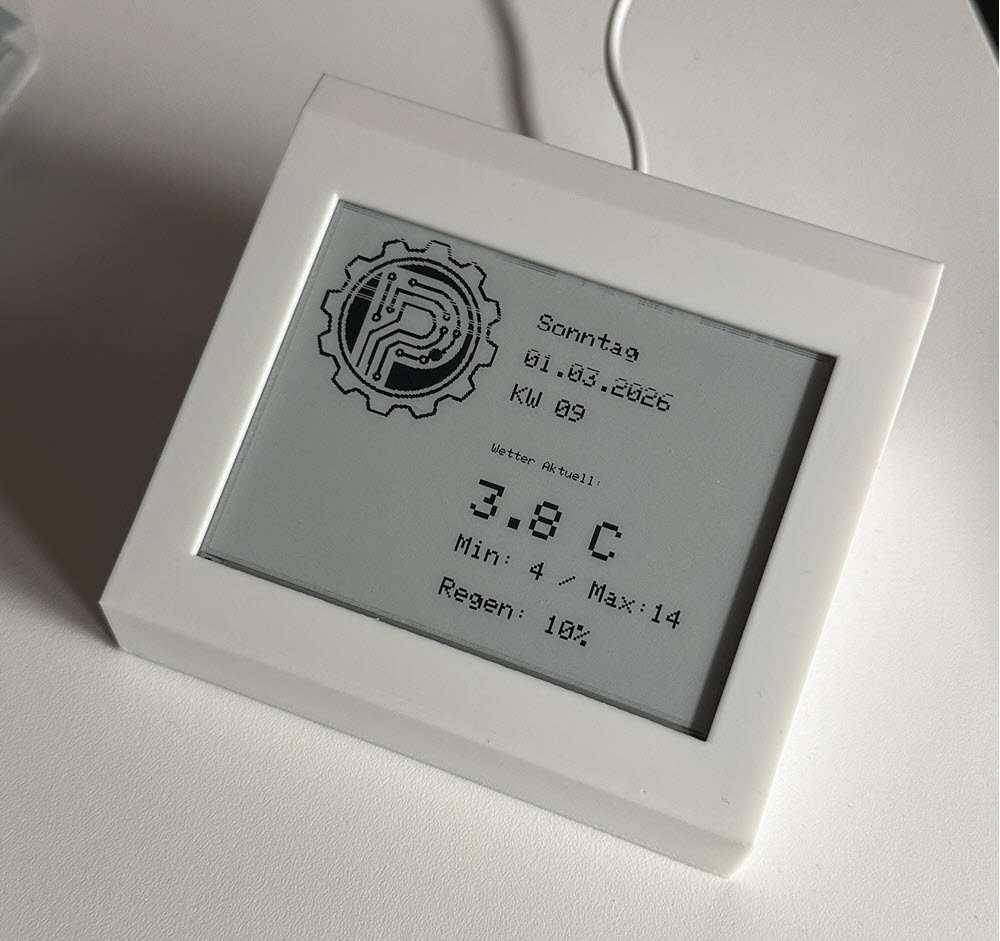 Sonntag
01.03.2026
KW 09
Wetter Aktuell:
3.8 C
Min: 4 / Max:14
Regen: 10%